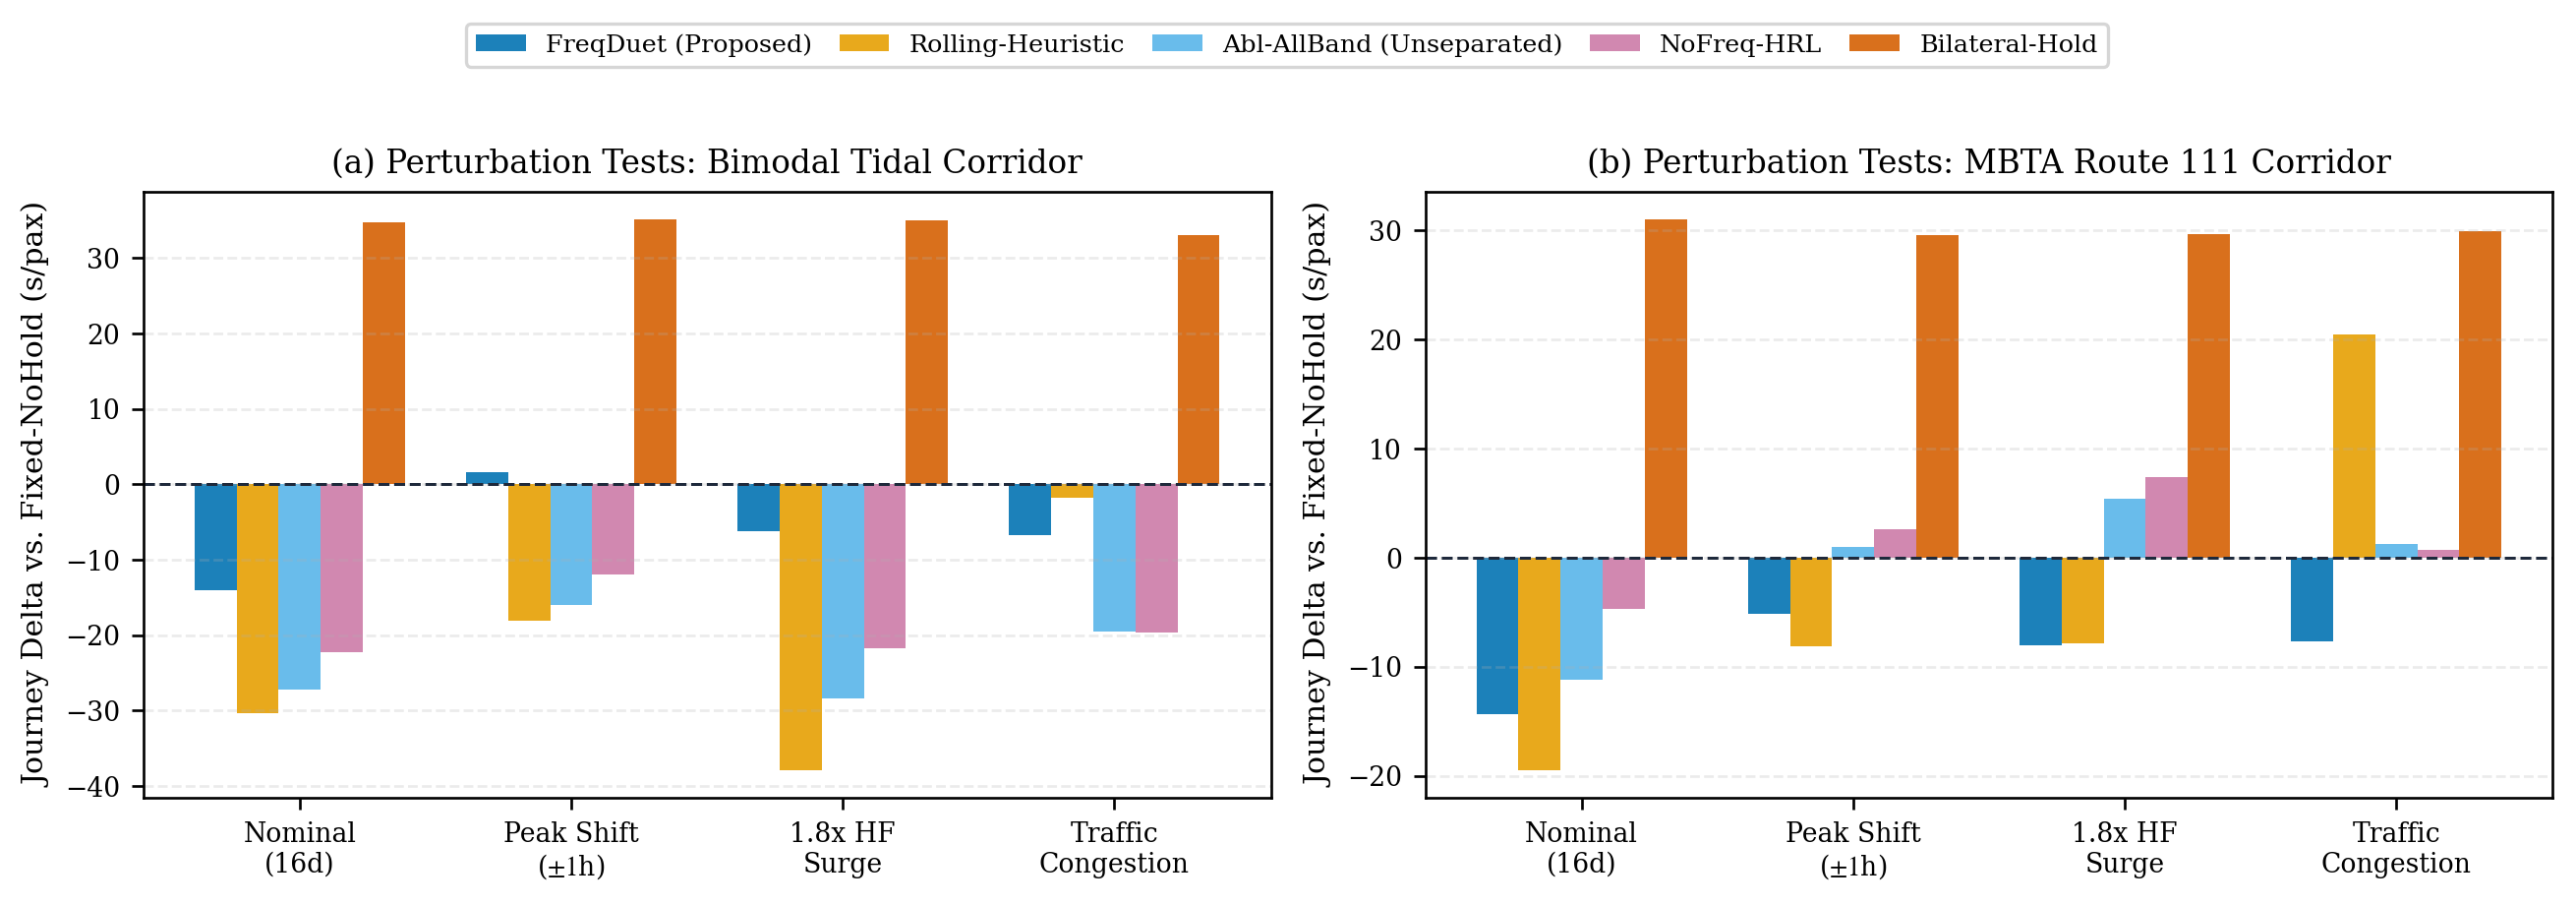 FreqDuet (Proposed) Rolling-Heuristic Abl-AllBand (Unseparated) NoFreq-HRL Bilateral-Hold
(a) Perturbation Tests: Bimodal Tidal Corridor
Journey Delta vs. Fixed-NoHold (s/pax)
30
20
10
0
−10
−20
−30
−40
Nominal
(16d)
Peak Shift
(±1h)
1.8x HF
Surge
Traffic
Congestion
(b) Perturbation Tests: MBTA Route 111 Corridor
Journey Delta vs. Fixed-NoHold (s/pax)
30
20
10
0
−10
−20
Nominal
(16d)
Peak Shift
(±1h)
1.8x HF
Surge
Traffic
Congestion